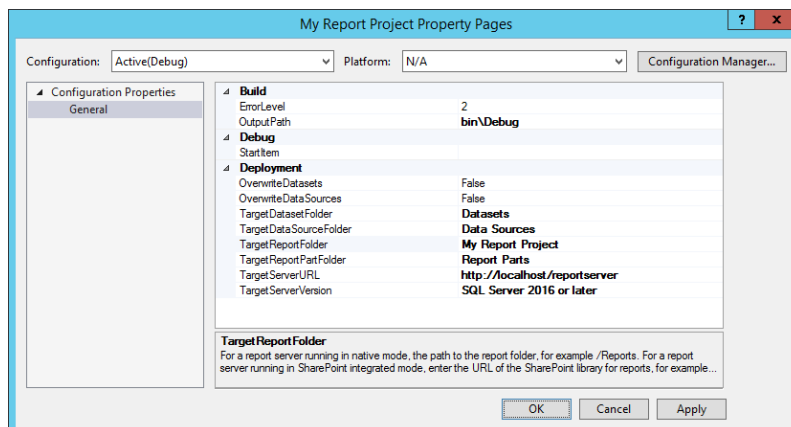 My Report Project Property Pages
? x
Configuration: Active(Debug) Platform: N/A Configuration Manager...
Configuration Properties
General
Build
ErrorLevel 2
OutputPath bin\Debug
Debug
StartItem
Deployment
OverwriteDatasets False
OverwriteDataSources False
TargetDatasetFolder Datasets
TargetDataSourceFolder Data Sources
TargetReportFolder My Report Project
TargetReportPartFolder Report Parts
TargetServerURL http://localhost/reportserver
TargetServerVersion SQL Server 2016 or later
TargetReportFolder
For a report server running in native mode, the path to the report folder, for example /Reports. For a report
server running in SharePoint integrated mode, enter the URL of the SharePoint library for reports, for example...
OK Cancel Apply